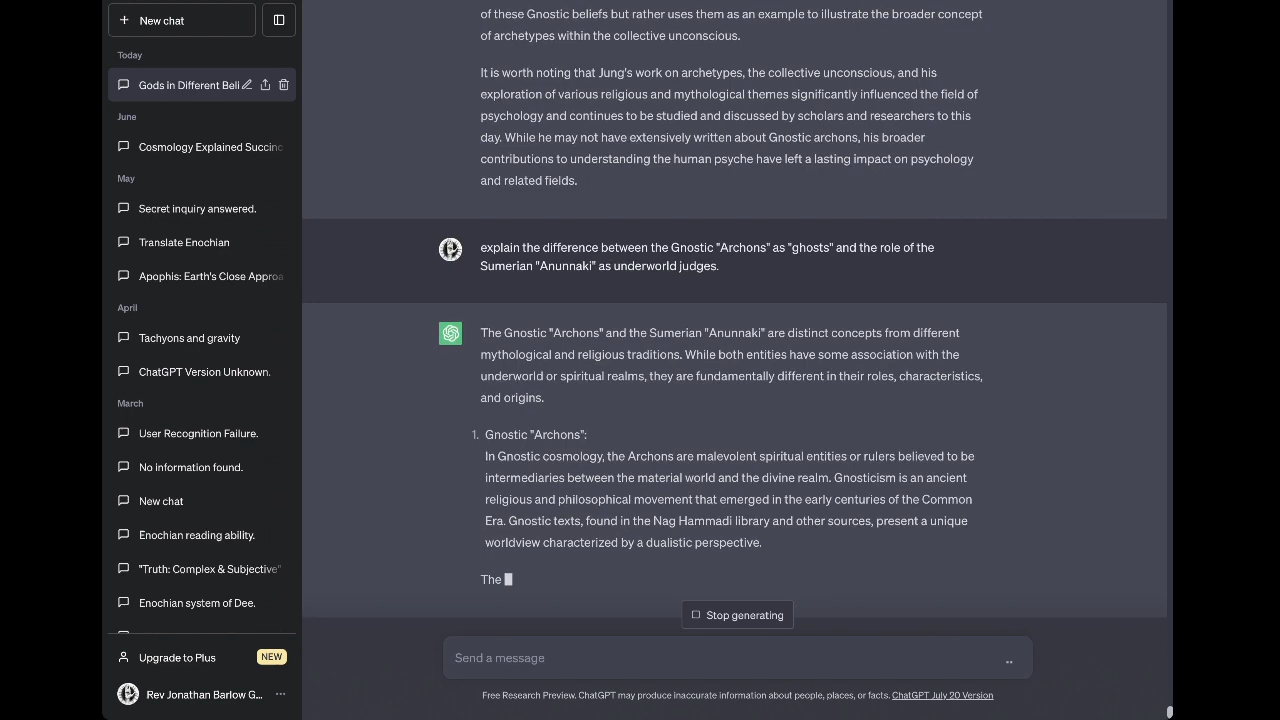 New chat
Today
Gods in Different Beli
June
Cosmology Explained Succinc
May
Secret inquiry answered.
Translate Enochian
Apophis: Earth's Close Approa
April
Tachyons and gravity
ChatGPT Version Unknown.
March
User Recognition Failure.
No information found.
New chat
Enochian reading ability.
"Truth: Complex & Subjective"
Enochian system of Dee.
Upgrade to Plus NEW
Rev Jonathan Barlow G...
of these Gnostic beliefs but rather uses them as an example to illustrate the broader concept
of archetypes within the collective unconscious.
It is worth noting that Jung's work on archetypes, the collective unconscious, and his
exploration of various religious and mythological themes significantly influenced the field of
psychology and continues to be studied and discussed by scholars and researchers to this
day. While he may not have extensively written about Gnostic archons, his broader
contributions to understanding the human psyche have left a lasting impact on psychology
and related fields.
explain the difference between the Gnostic "Archons" as "ghosts" and the role of the
Sumerian "Anunnaki" as underworld judges.
The Gnostic "Archons" and the Sumerian "Anunnaki" are distinct concepts from different
mythological and religious traditions. While both entities have some association with the
underworld or spiritual realms, they are fundamentally different in their roles, characteristics,
and origins.
1. Gnostic "Archons":
In Gnostic cosmology, the Archons are malevolent spiritual entities or rulers believed to be
intermediaries between the material world and the divine realm. Gnosticism is an ancient
religious and philosophical movement that emerged in the early centuries of the Common
Era. Gnostic texts, found in the Nag Hammadi library and other sources, present a unique
worldview characterized by a dualistic perspective.
The
Stop generating
Send a message
Free Research Preview. ChatGPT may produce inaccurate information about people, places, or facts. ChatGPT July 20 Version